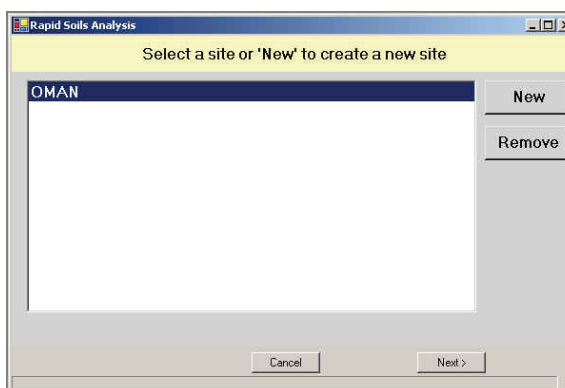 Rapid Soils Analysis
Select a site or 'New' to create a new site
OMAN
New
Remove
Cancel
Next >